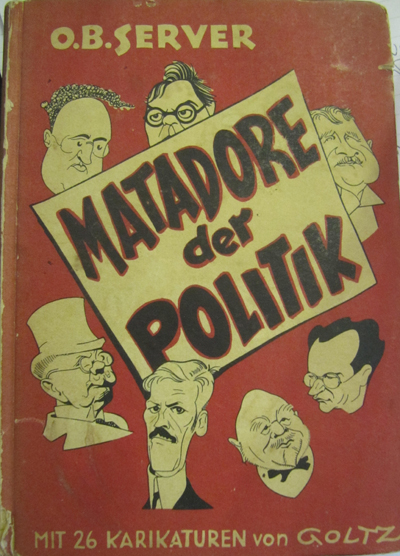 O.B. SERVER
MATADORE
der
POLITIK
MIT 26 KARIKATUREN von GOLTZ